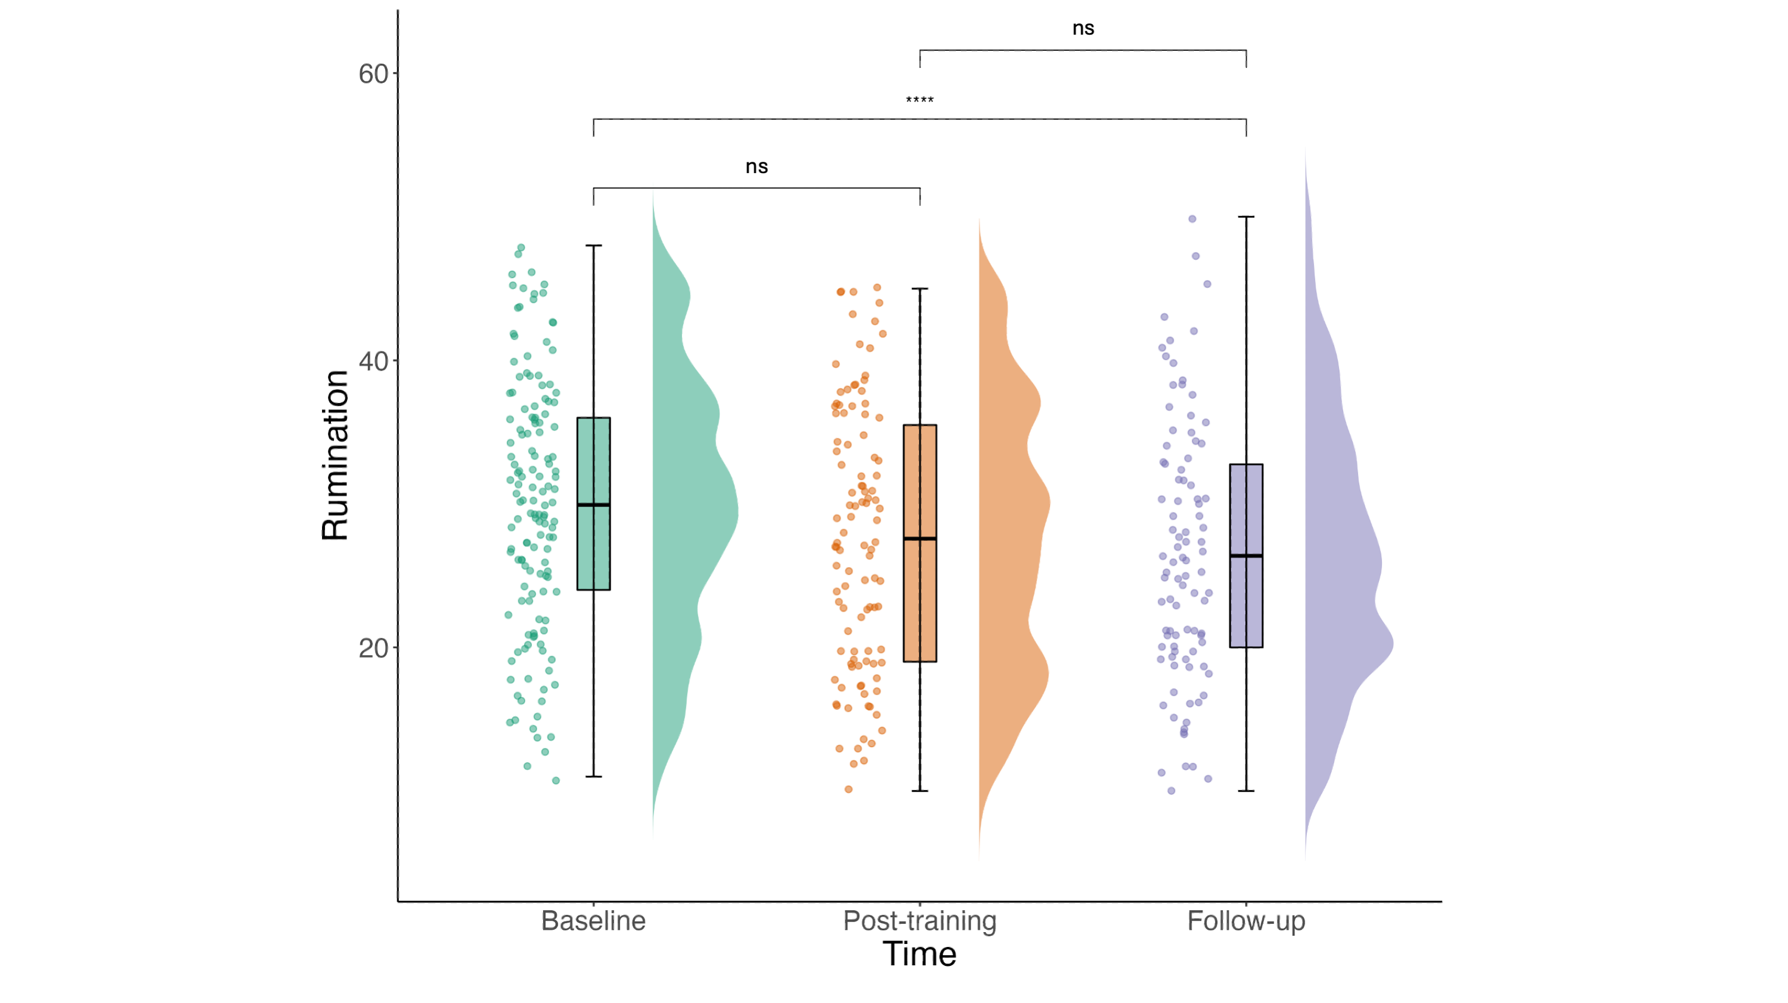 ns
60
****
ns
40
Rumination
20
Baseline
Post-training
Follow-up
Time